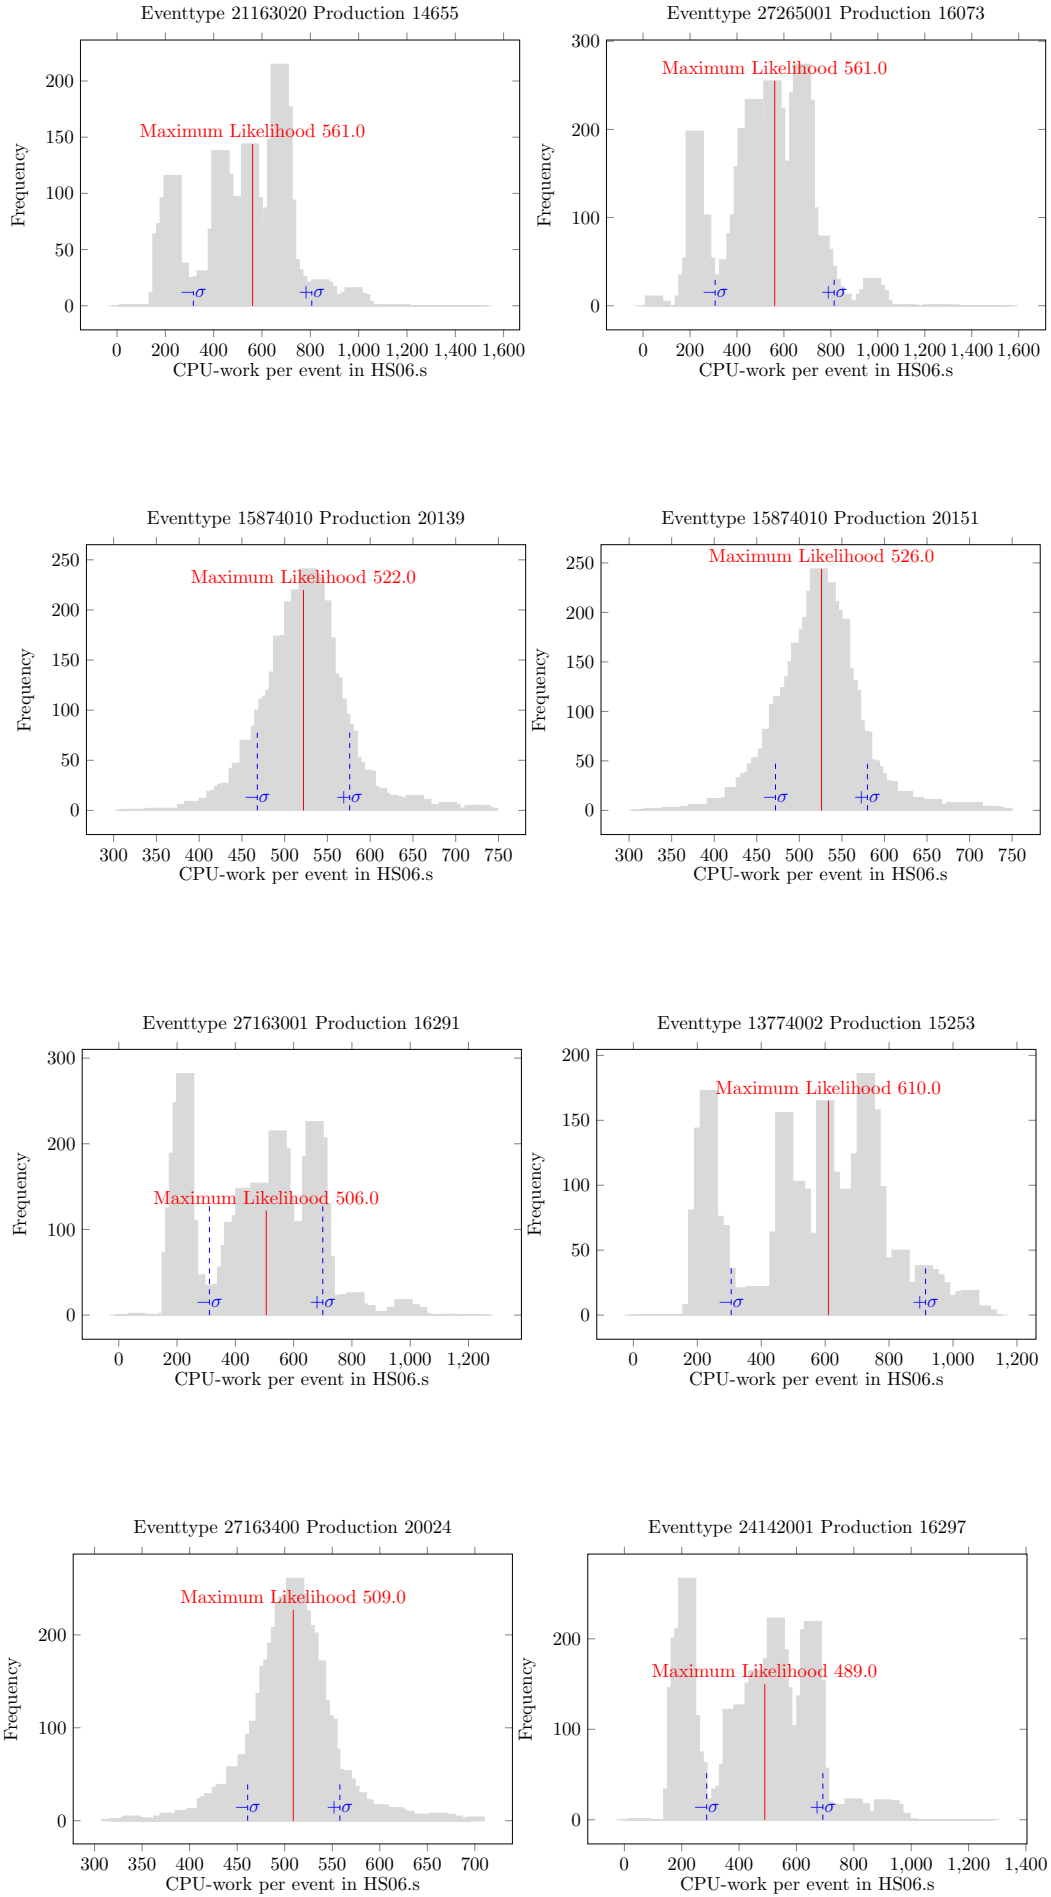 Eventtype 21163020 Production 14655
200
150
100
50
0
Frequency
Maximum Likelihood 561.0
−σ
+σ
0 200 400 600 800 1,000 1,200 1,400 1,600
CPU-work per event in HS06.s
Eventtype 27265001 Production 16073
300
200
100
0
Frequency
Maximum Likelihood 561.0
−σ
+σ
0 200 400 600 800 1,000 1,200 1,400 1,600
CPU-work per event in HS06.s
Eventtype 15874010 Production 20139
250
200
150
100
50
0
Frequency
Maximum Likelihood 522.0
−σ
+σ
300 350 400 450 500 550 600 650 700 750
CPU-work per event in HS06.s
Eventtype 15874010 Production 20151
250
200
150
100
50
0
Frequency
Maximum Likelihood 526.0
−σ
+σ
300 350 400 450 500 550 600 650 700 750
CPU-work per event in HS06.s
Eventtype 27163001 Production 16291
300
200
100
0
Frequency
Maximum Likelihood 506.0
−σ
+σ
0 200 400 600 800 1,000 1,200
CPU-work per event in HS06.s
Eventtype 13774002 Production 15253
200
150
100
50
0
Frequency
Maximum Likelihood 610.0
−σ
+σ
0 200 400 600 800 1,000 1,200
CPU-work per event in HS06.s
Eventtype 27163400 Production 20024
200
100
0
Frequency
Maximum Likelihood 509.0
−σ
+σ
300 350 400 450 500 550 600 650 700
CPU-work per event in HS06.s
Eventtype 24142001 Production 16297
200
100
0
Frequency
Maximum Likelihood 489.0
−σ
+σ
0 200 400 600 800 1,000 1,200 1,400
CPU-work per event in HS06.s